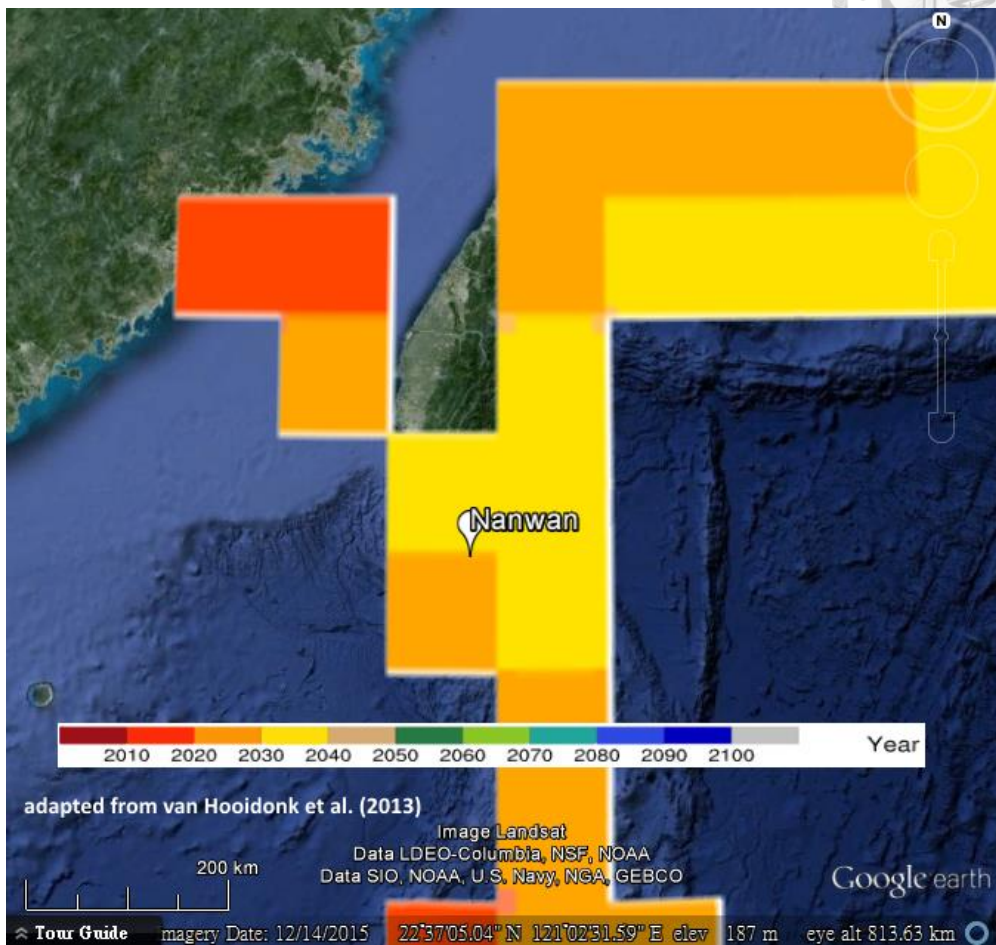 N
Nanwan
2010 2020 2030 2040 2050 2060 2070 2080 2090 2100 Year
adapted from van Hooidonk et al. (2013)
Image Landsat
Data LDEO-Columbia, NSF, NOAA
Data SIO, NOAA, U.S. Navy, NGA, GEBCO
200 km
Google earth
Tour Guide magery Date: 12/14/2015 22°37'05.04" N 121°02'31.59" E elev 187 m eye alt 813.63 km